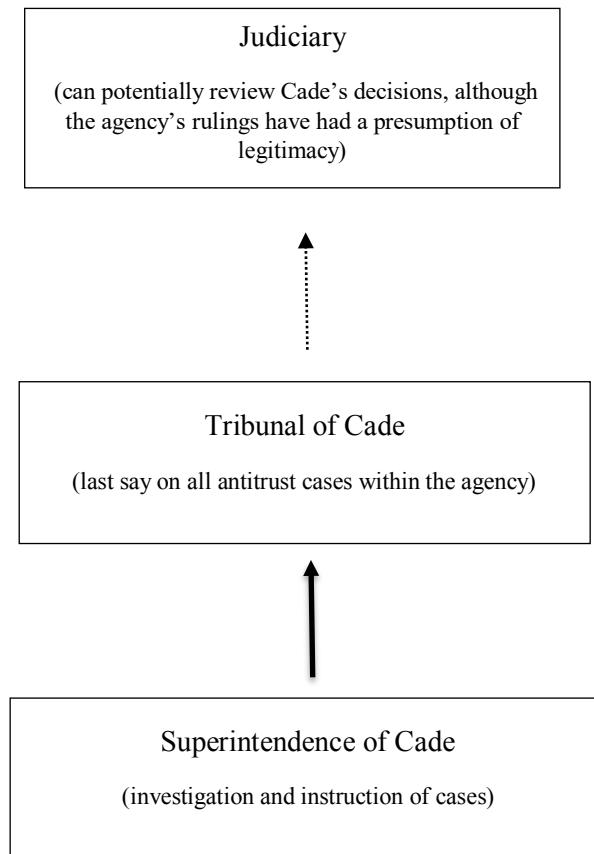 Judiciary
(can potentially review Cade’s decisions, although
the agency’s rulings have had a presumption of
legitimacy)
Tribunal of Cade
(last say on all antitrust cases within the agency)
Superintendence of Cade
(investigation and instruction of cases)